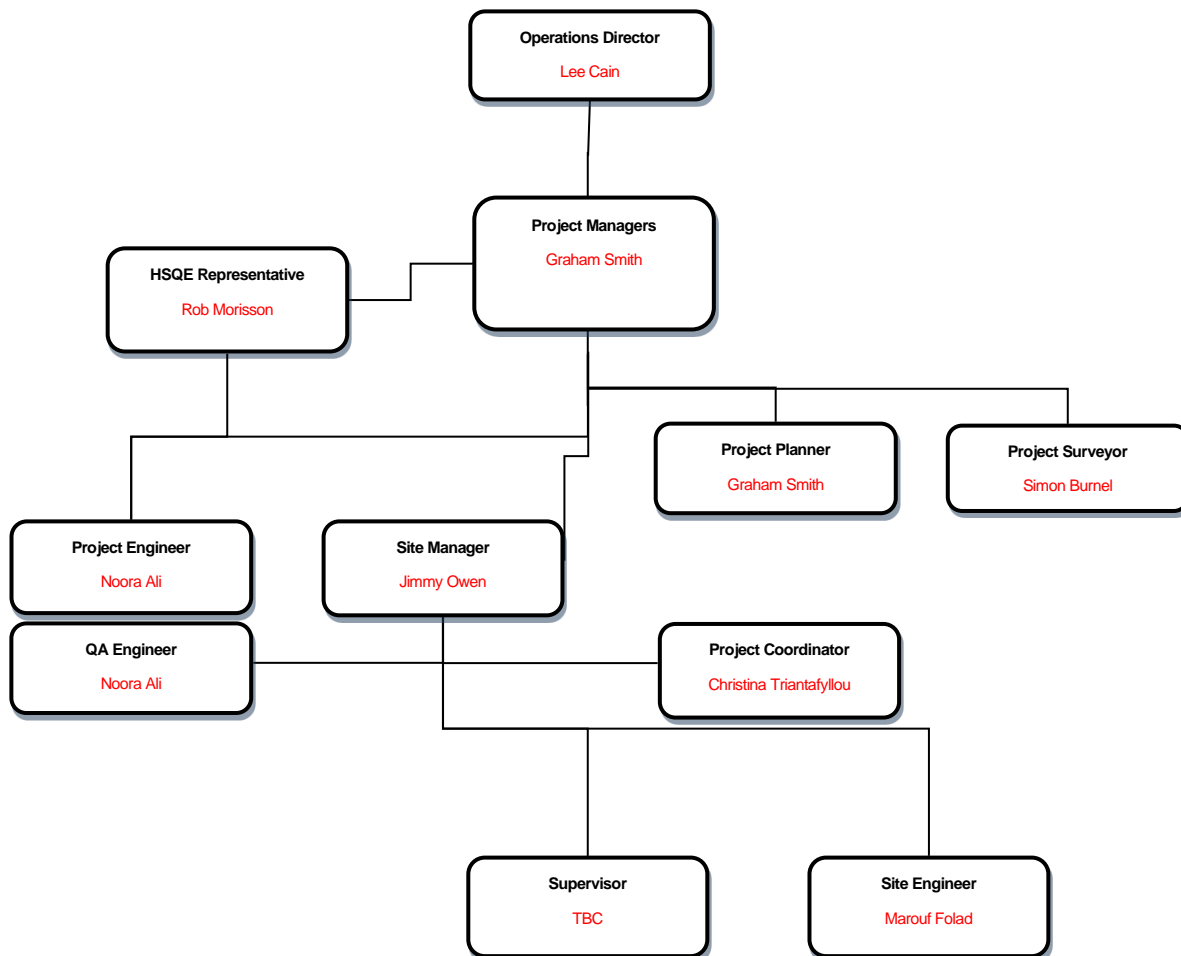 Operations Director
Lee Cain
Project Managers
Graham Smith
HSQE Representative
Rob Morisson
Project Planner
Graham Smith
Project Surveyor
Simon Burnel
Project Engineer
Noora Ali
Site Manager
Jimmy Owen
QA Engineer
Noora Ali
Project Coordinator
Christina Triantafyllou
Supervisor
TBC
Site Engineer
Marouf Folad